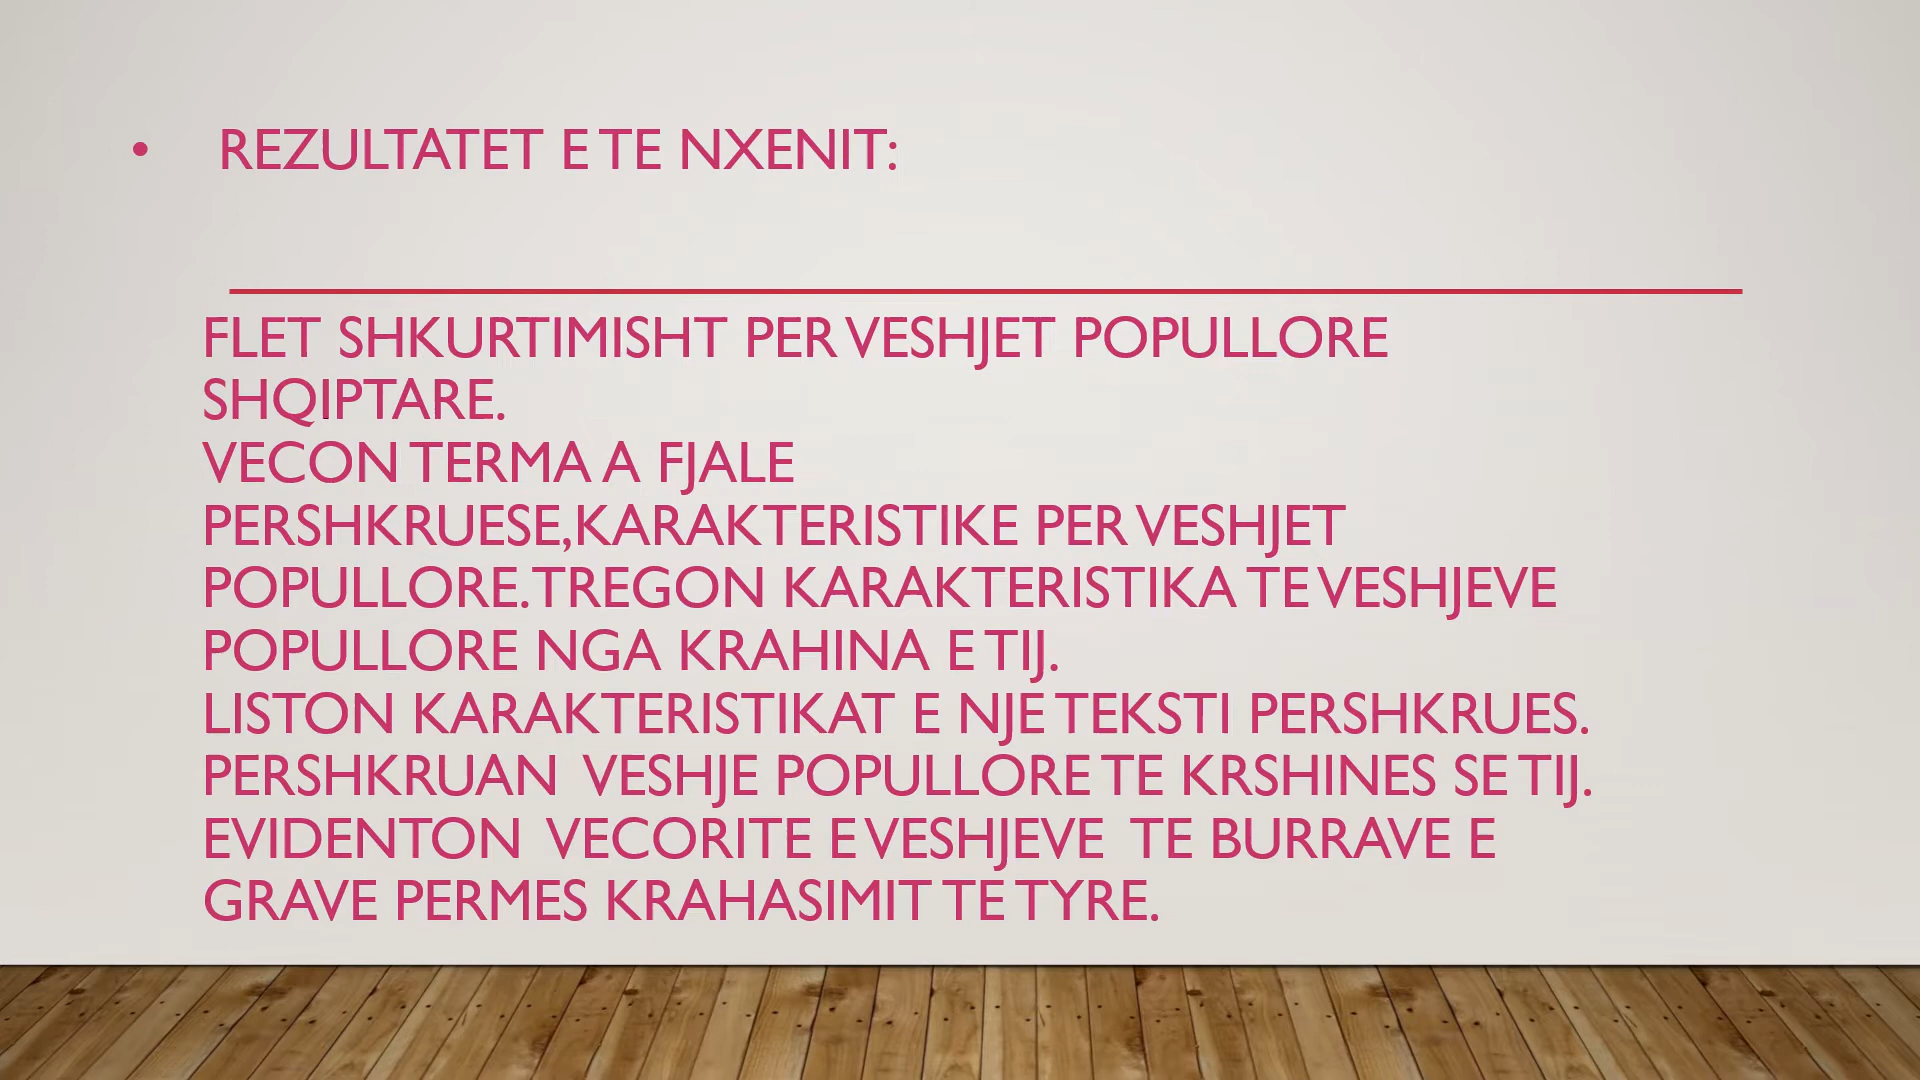 • REZULTATET E TE NXENIT:
FLET SHKURTIMISHT PER VESHJET POPULLORE
SHQIPTARE.
VECON TERMA A FJALE
PERSHKRUESE,KARAKTERISTIKE PER VESHJET
POPULLORE.TREGON KARAKTERISTIKA TE VESHJEVE
POPULLORE NGA KRAHINA E TIJ.
LISTON KARAKTERISTIKAT E NJE TEKSTI PERSHKRUES.
PERSHKRUAN VESHJE POPULLORE TE KRSHINES SE TIJ.
EVIDENTON VECORITE E VESHJEVE TE BURRAVE E
GRAVE PERMES KRAHASIMIT TE TYRE.